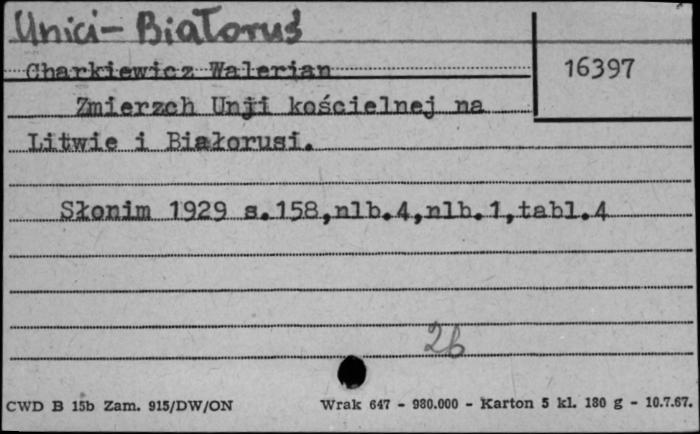 Unici - Białoruś
16397
Charkiewicz Walerian
Zmierzch Unji kościelnej na
Litwie i Białorusi.
Słonim 1929 s.158,nlb.4,nlb.1,tabl.4
2b
CWD B 15b Zam. 915/DW/ON Wrak 647 - 980.000 - Karton 5 kl. 180 g - 10.7.67.